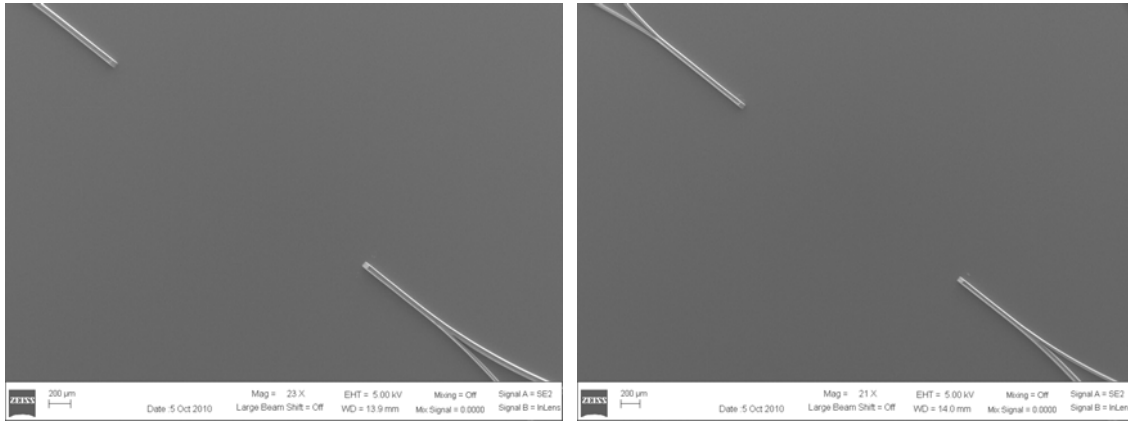 ZEISS
200 µm
Mag = 23 X
EHT = 5.00 kV
Mixing = Off
Signal A = SE2
Date :5 Oct 2010
Large Beam Shift = Off
WD = 13.9 mm
Mix Signal = 0.0000
Signal B = InLens
ZEISS
200 µm
Mag = 21 X
EHT = 5.00 kV
Mixing = Off
Signal A = SE2
Date :5 Oct 2010
Large Beam Shift = Off
WD = 14.0 mm
Mix Signal = 0.0000
Signal B = InLens